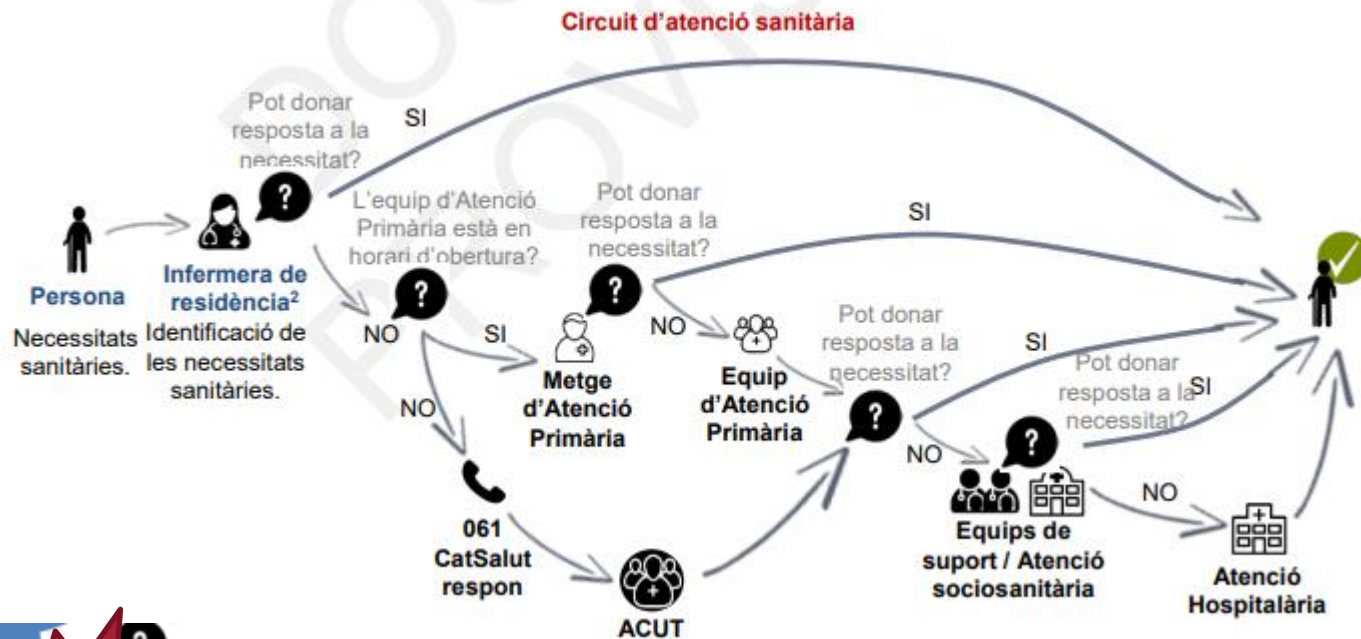 Circuit d'atenció sanitària
Pot donar
resposta a la
necessitat?
SI
L'equip d'Atenció
Primària està en
horari d'obertura?
Pot donar
resposta a la
necessitat?
SI
Persona
Necessitats
sanitàries.
Infermera de
residència²
Identificació de
les necessitats
sanitàries.
NO
SI
NO
Metge
d'Atenció
Primària
NO
Equip
d'Atenció
Primària
Pot donar
resposta a la
necessitat?
SI
Pot donar
resposta a la
necessitat?
SI
NO
061
CatSalut
respon
ACUT
Equips de
suport / Atenció
sociosanitària
NO
Atenció
Hospitalària